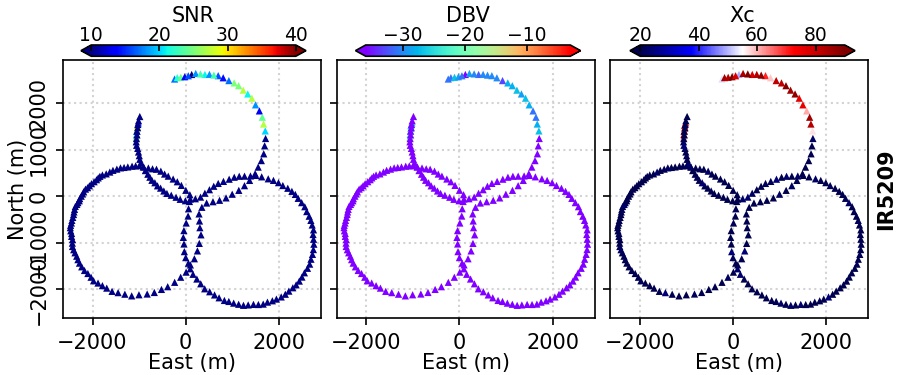 SNR DBV Xc
10 20 30 40 −30 −20 −10 20 40 60 80
North (m)
2000
1000
0
−1000
−2000
−2000 0 2000 −2000 0 2000 −2000 0 2000
East (m) East (m) East (m)
IR5209